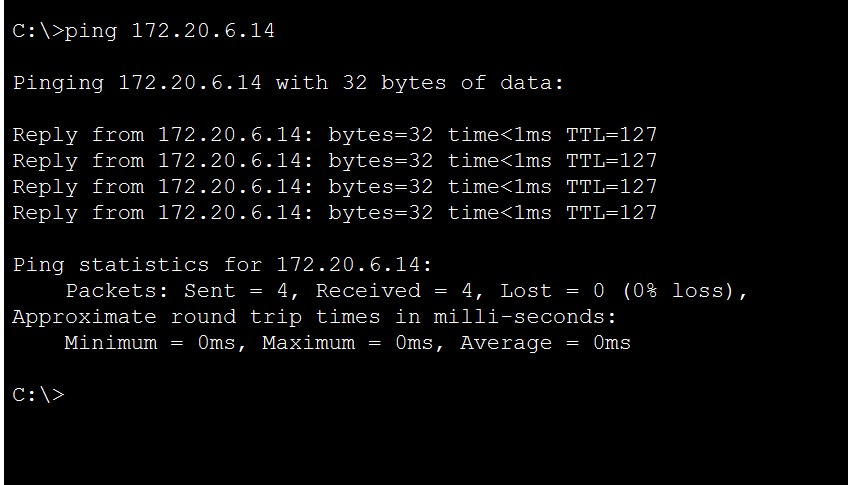 C:\>ping 172.20.6.14
Pinging 172.20.6.14 with 32 bytes of data:
Reply from 172.20.6.14: bytes=32 time<1ms TTL=127
Reply from 172.20.6.14: bytes=32 time<1ms TTL=127
Reply from 172.20.6.14: bytes=32 time<1ms TTL=127
Reply from 172.20.6.14: bytes=32 time<1ms TTL=127
Ping statistics for 172.20.6.14:
    Packets: Sent = 4, Received = 4, Lost = 0 (0% loss),
Approximate round trip times in milli-seconds:
    Minimum = 0ms, Maximum = 0ms, Average = 0ms
C:\>